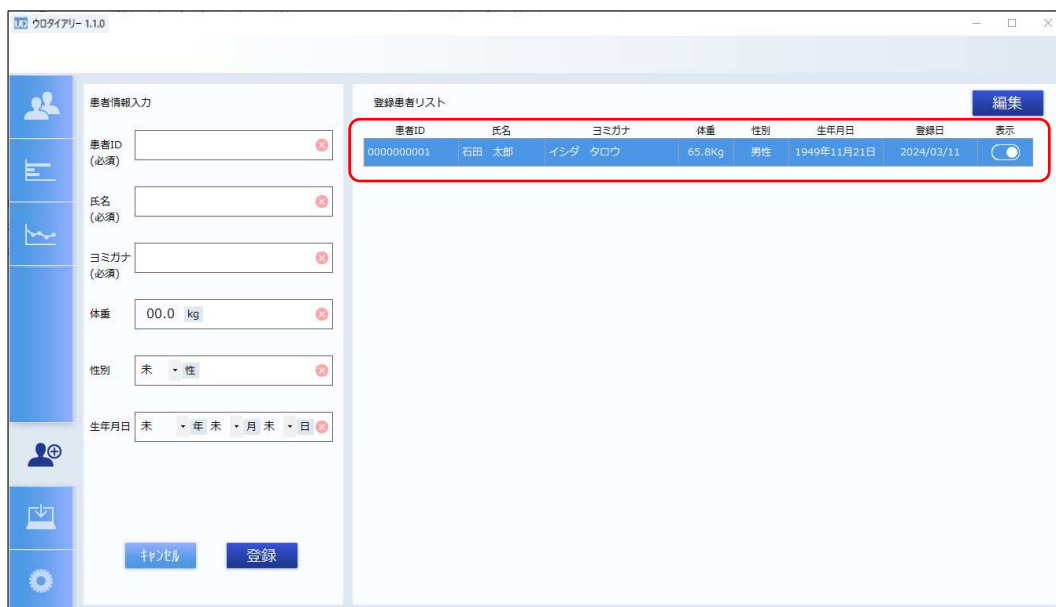 ウロダイアリー 1.1.0
患者情報入力
患者ID
(必須)
氏名
(必須)
ヨミガナ
(必須)
体重 00.0 kg
性別 未 性
生年月日 未 年 未 月 未 日
キャンセル 登録
登録患者リスト 編集
患者ID 氏名 ヨミガナ 体重 性別 生年月日 登録日 表示
0000000001 石田 太郎 イシダ タロウ 65.8Kg 男性 1949年11月21日 2024/03/11